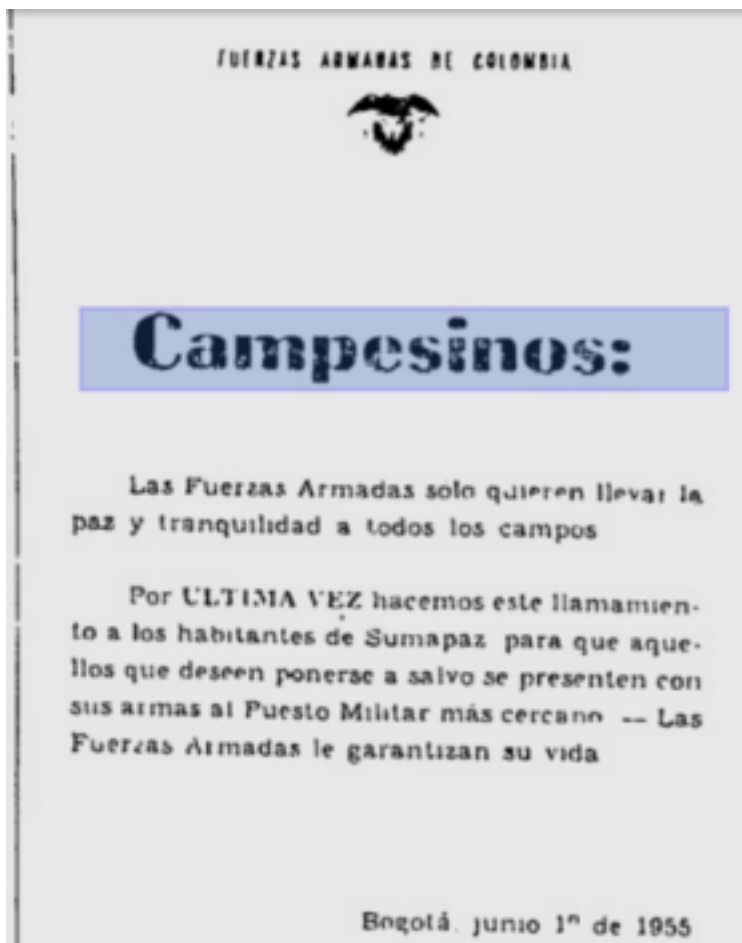 FUERZAS ARMADAS DE COLOMBIA
Campesinos:
Las Fuerzas Armadas solo quieren llevar la
paz y tranquilidad a todos los campos
Por ULTIMA VEZ hacemos este llamamien-
to a los habitantes de Sumapaz para que aque-
llos que deseen ponerse a salvo se presenten con
sus armas al Puesto Militar más cercano -- Las
Fuerzas Armadas le garantizan su vida
Bogotá. junio 1º de 1955